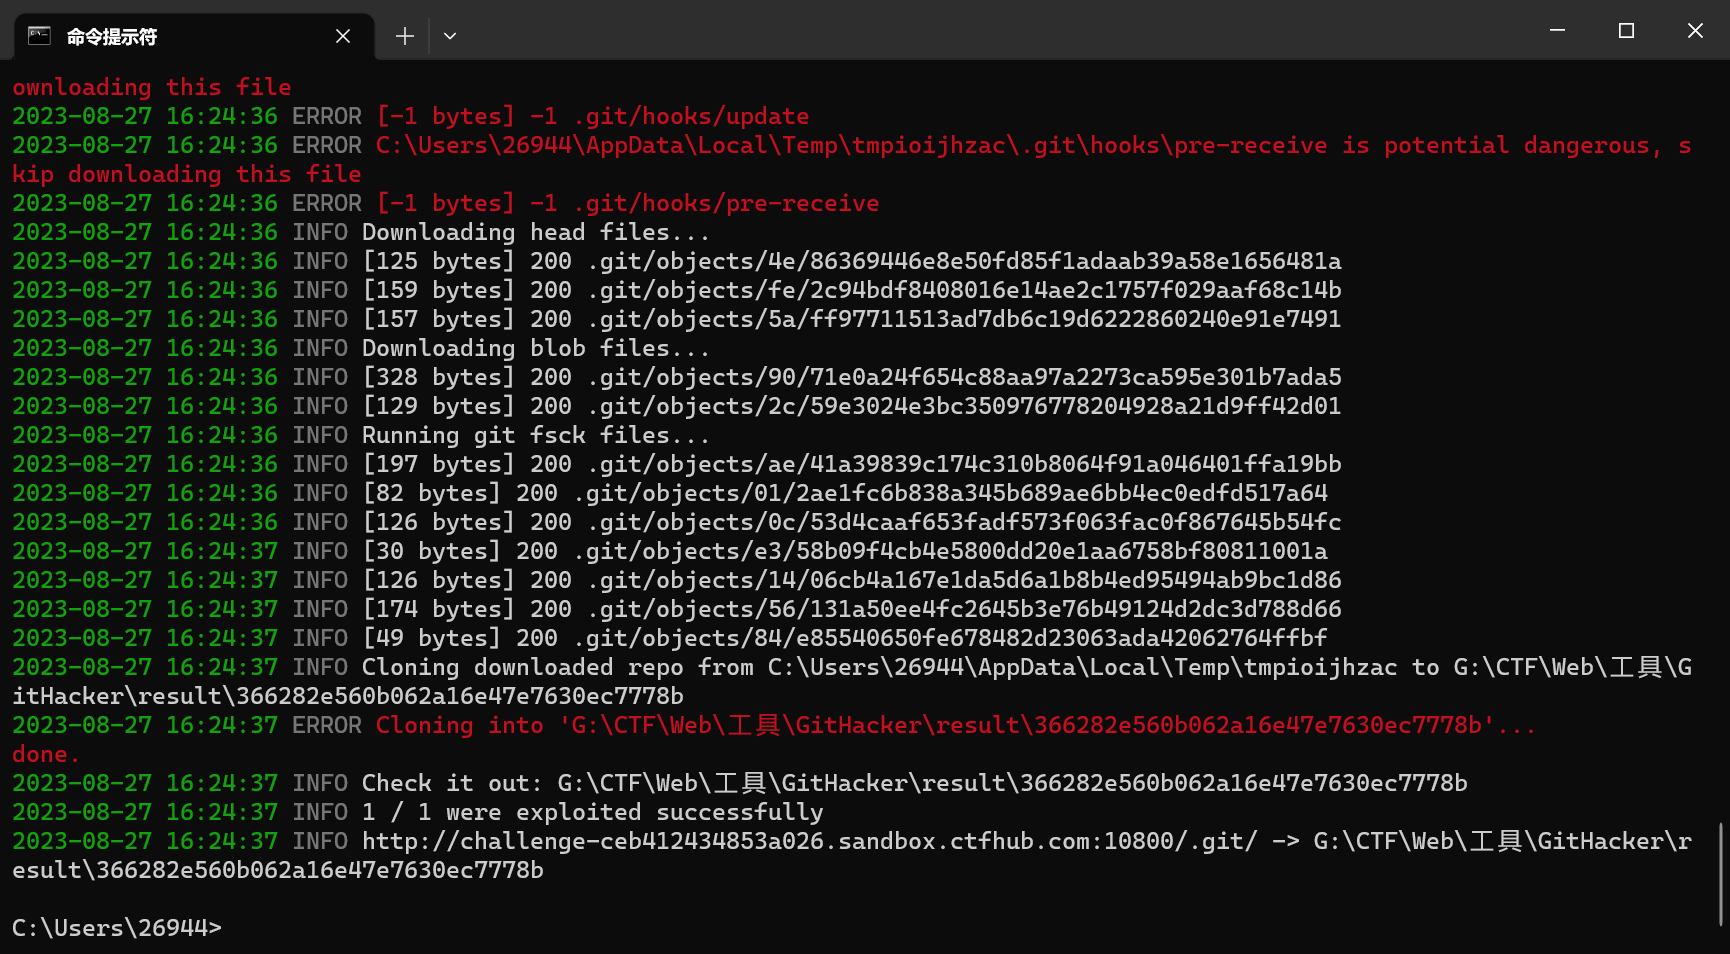 命令提示符
ownloading this file
2023-08-27 16:24:36 ERROR [-1 bytes] -1 .git/hooks/update
2023-08-27 16:24:36 ERROR C:\Users\26944\AppData\Local\Temp\tmpioijhzac\.git\hooks\pre-receive is potential dangerous, s
kip downloading this file
2023-08-27 16:24:36 ERROR [-1 bytes] -1 .git/hooks/pre-receive
2023-08-27 16:24:36 INFO Downloading head files...
2023-08-27 16:24:36 INFO [125 bytes] 200 .git/objects/4e/86369446e8e50fd85f1adaab39a58e1656481a
2023-08-27 16:24:36 INFO [159 bytes] 200 .git/objects/fe/2c94bdf8408016e14ae2c1757f029aaf68c14b
2023-08-27 16:24:36 INFO [157 bytes] 200 .git/objects/5a/ff97711513ad7db6c19d6222860240e91e7491
2023-08-27 16:24:36 INFO Downloading blob files...
2023-08-27 16:24:36 INFO [328 bytes] 200 .git/objects/90/71e0a24f654c88aa97a2273ca595e301b7ada5
2023-08-27 16:24:36 INFO [129 bytes] 200 .git/objects/2c/59e3024e3bc350976778204928a21d9ff42d01
2023-08-27 16:24:36 INFO Running git fsck files...
2023-08-27 16:24:36 INFO [197 bytes] 200 .git/objects/ae/41a39839c174c310b8064f91a046401ffa19bb
2023-08-27 16:24:36 INFO [82 bytes] 200 .git/objects/01/2ae1fc6b838a345b689ae6bb4ec0edfd517a64
2023-08-27 16:24:36 INFO [126 bytes] 200 .git/objects/0c/53d4caaf653fadf573f063fac0f867645b54fc
2023-08-27 16:24:37 INFO [30 bytes] 200 .git/objects/e3/58b09f4cb4e5800dd20e1aa6758bf80811001a
2023-08-27 16:24:37 INFO [126 bytes] 200 .git/objects/14/06cb4a167e1da5d6a1b8b4ed95494ab9bc1d86
2023-08-27 16:24:37 INFO [174 bytes] 200 .git/objects/56/131a50ee4fc2645b3e76b49124d2dc3d788d66
2023-08-27 16:24:37 INFO [49 bytes] 200 .git/objects/84/e85540650fe678482d23063ada42062764ffbf
2023-08-27 16:24:37 INFO Cloning downloaded repo from C:\Users\26944\AppData\Local\Temp\tmpioijhzac to G:\CTF\Web\工具\G
itHacker\result\366282e560b062a16e47e7630ec7778b
2023-08-27 16:24:37 ERROR Cloning into 'G:\CTF\Web\工具\GitHacker\result\366282e560b062a16e47e7630ec7778b'...
done.
2023-08-27 16:24:37 INFO Check it out: G:\CTF\Web\工具\GitHacker\result\366282e560b062a16e47e7630ec7778b
2023-08-27 16:24:37 INFO 1 / 1 were exploited successfully
2023-08-27 16:24:37 INFO http://challenge-ceb412434853a026.sandbox.ctfhub.com:10800/.git/ -> G:\CTF\Web\工具\GitHacker\r
esult\366282e560b062a16e47e7630ec7778b
C:\Users\26944>